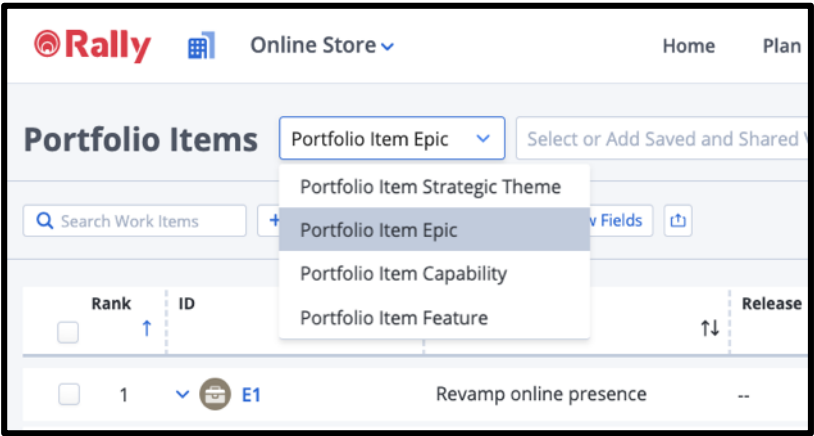 Rally Online Store Home Plan
Portfolio Items Portfolio Item Epic Select or Add Saved and Shared
Portfolio Item Strategic Theme
Search Work Items + Fields
Portfolio Item Epic
Portfolio Item Capability
Rank ID Release
Portfolio Item Feature
1 E1 Revamp online presence --